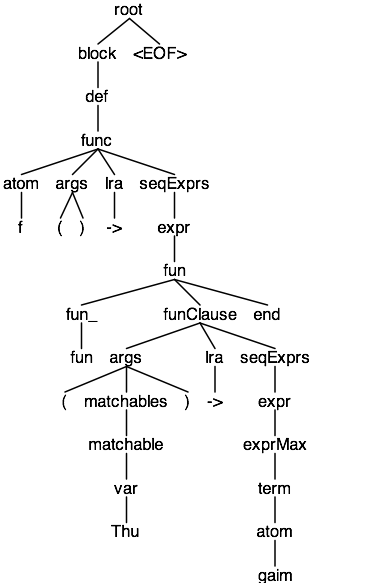 root
block <EOF>
def
func
atom args lra seqExprs
f ( ) -> expr
fun
fun_ funClause end
fun args lra seqExprs
( matchables ) -> expr
matchable exprMax
var term
Thu atom
gaim